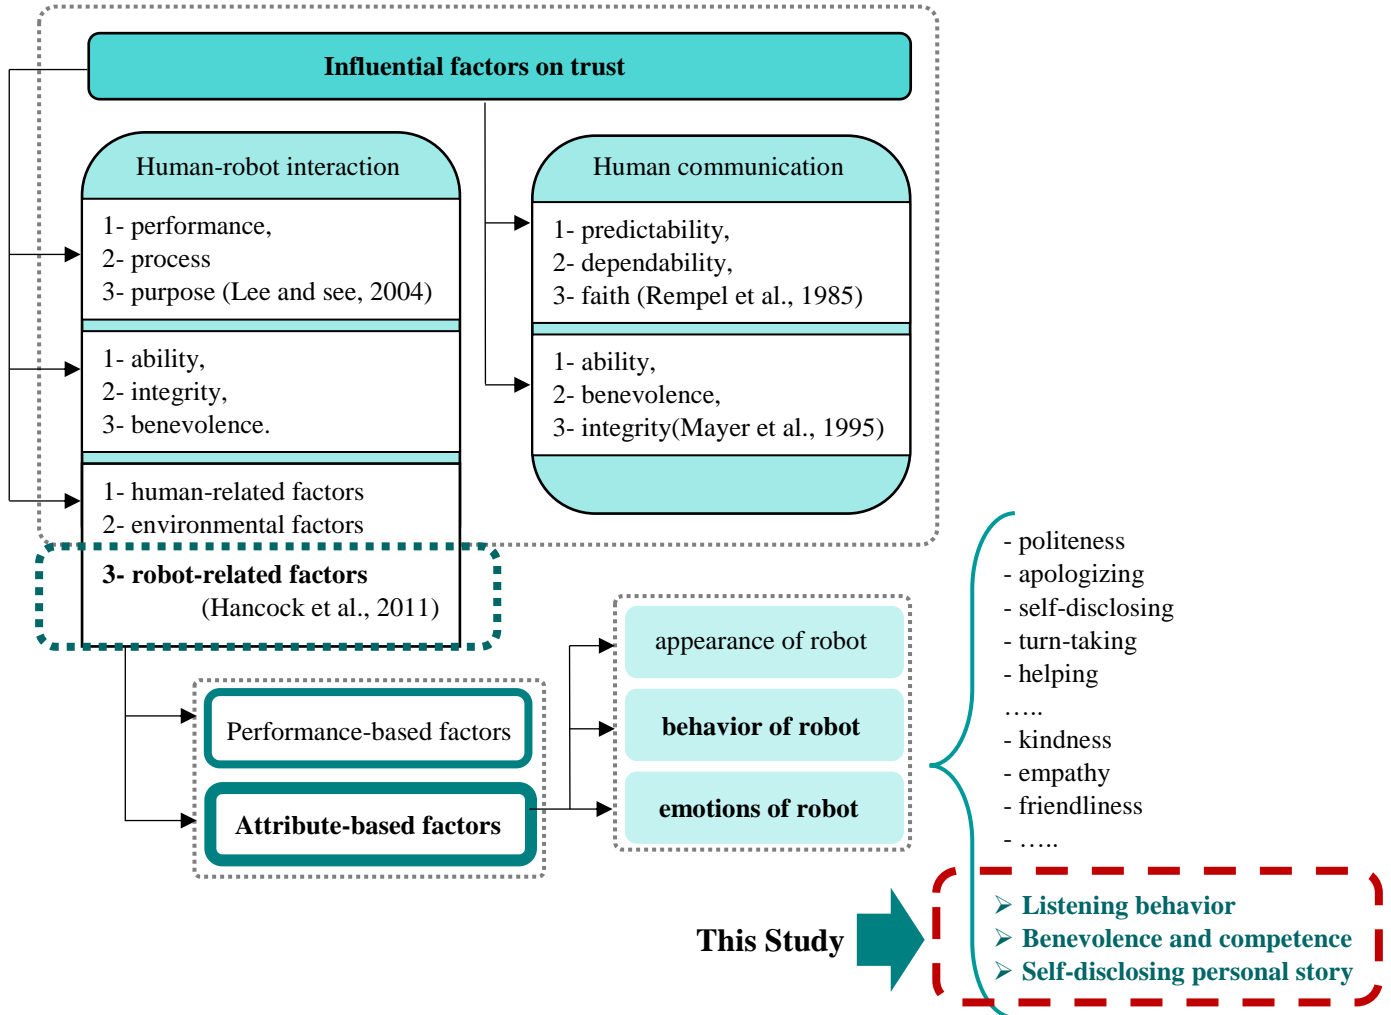 Influential factors on trust
Human-robot interaction
1- performance,
2- process
3- purpose (Lee and see, 2004)
1- ability,
2- integrity,
3- benevolence.
1- human-related factors
2- environmental factors
3- robot-related factors
(Hancock et al., 2011)
Human communication
1- predictability,
2- dependability,
3- faith (Rempel et al., 1985)
1- ability,
2- benevolence,
3- integrity(Mayer et al., 1995)
Performance-based factors
Attribute-based factors
appearance of robot
behavior of robot
emotions of robot
- politeness
- apologizing
- self-disclosing
- turn-taking
- helping
…..
- kindness
- empathy
- friendliness
- …..
This Study
➢ Listening behavior
➢ Benevolence and competence
➢ Self-disclosing personal story